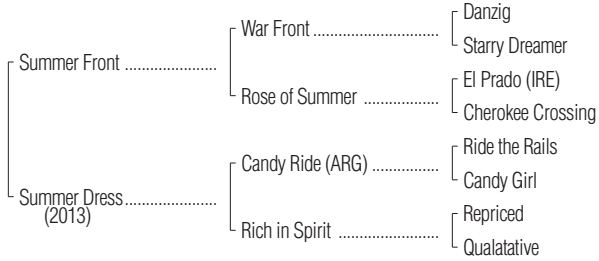 Danzig
War Front
Starry Dreamer
Summer Front
El Prado (IRE)
Rose of Summer
Cherokee Crossing
Ride the Rails
Candy Ride (ARG)
Candy Girl
Summer Dress
(2013)
Repriced
Rich in Spirit
Qualatative